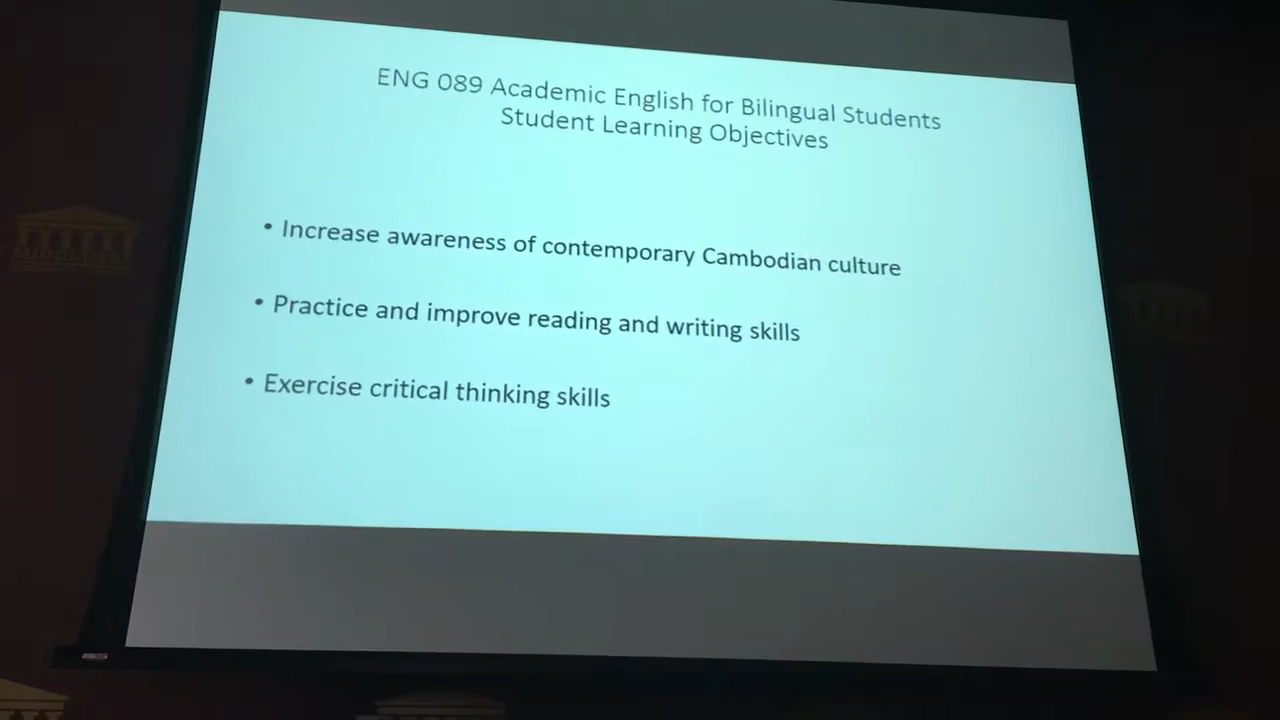 ENG 089 Academic English for Bilingual Students
Student Learning Objectives
• Increase awareness of contemporary Cambodian culture
• Practice and improve reading and writing skills
• Exercise critical thinking skills